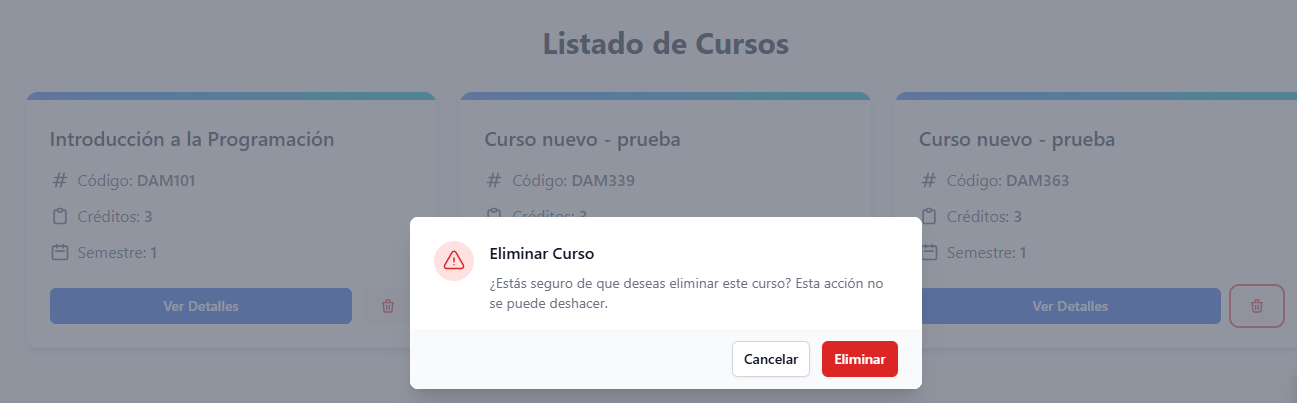 Listado de Cursos
Introducción a la Programación
Código: DAM101
Créditos: 3
Semestre: 1
Ver Detalles
Curso nuevo - prueba
Código: DAM339
Créditos: 3
Curso nuevo - prueba
Código: DAM363
Créditos: 3
Semestre: 1
Ver Detalles
Eliminar Curso
¿Estás seguro de que deseas eliminar este curso? Esta acción no
se puede deshacer.
Cancelar
Eliminar